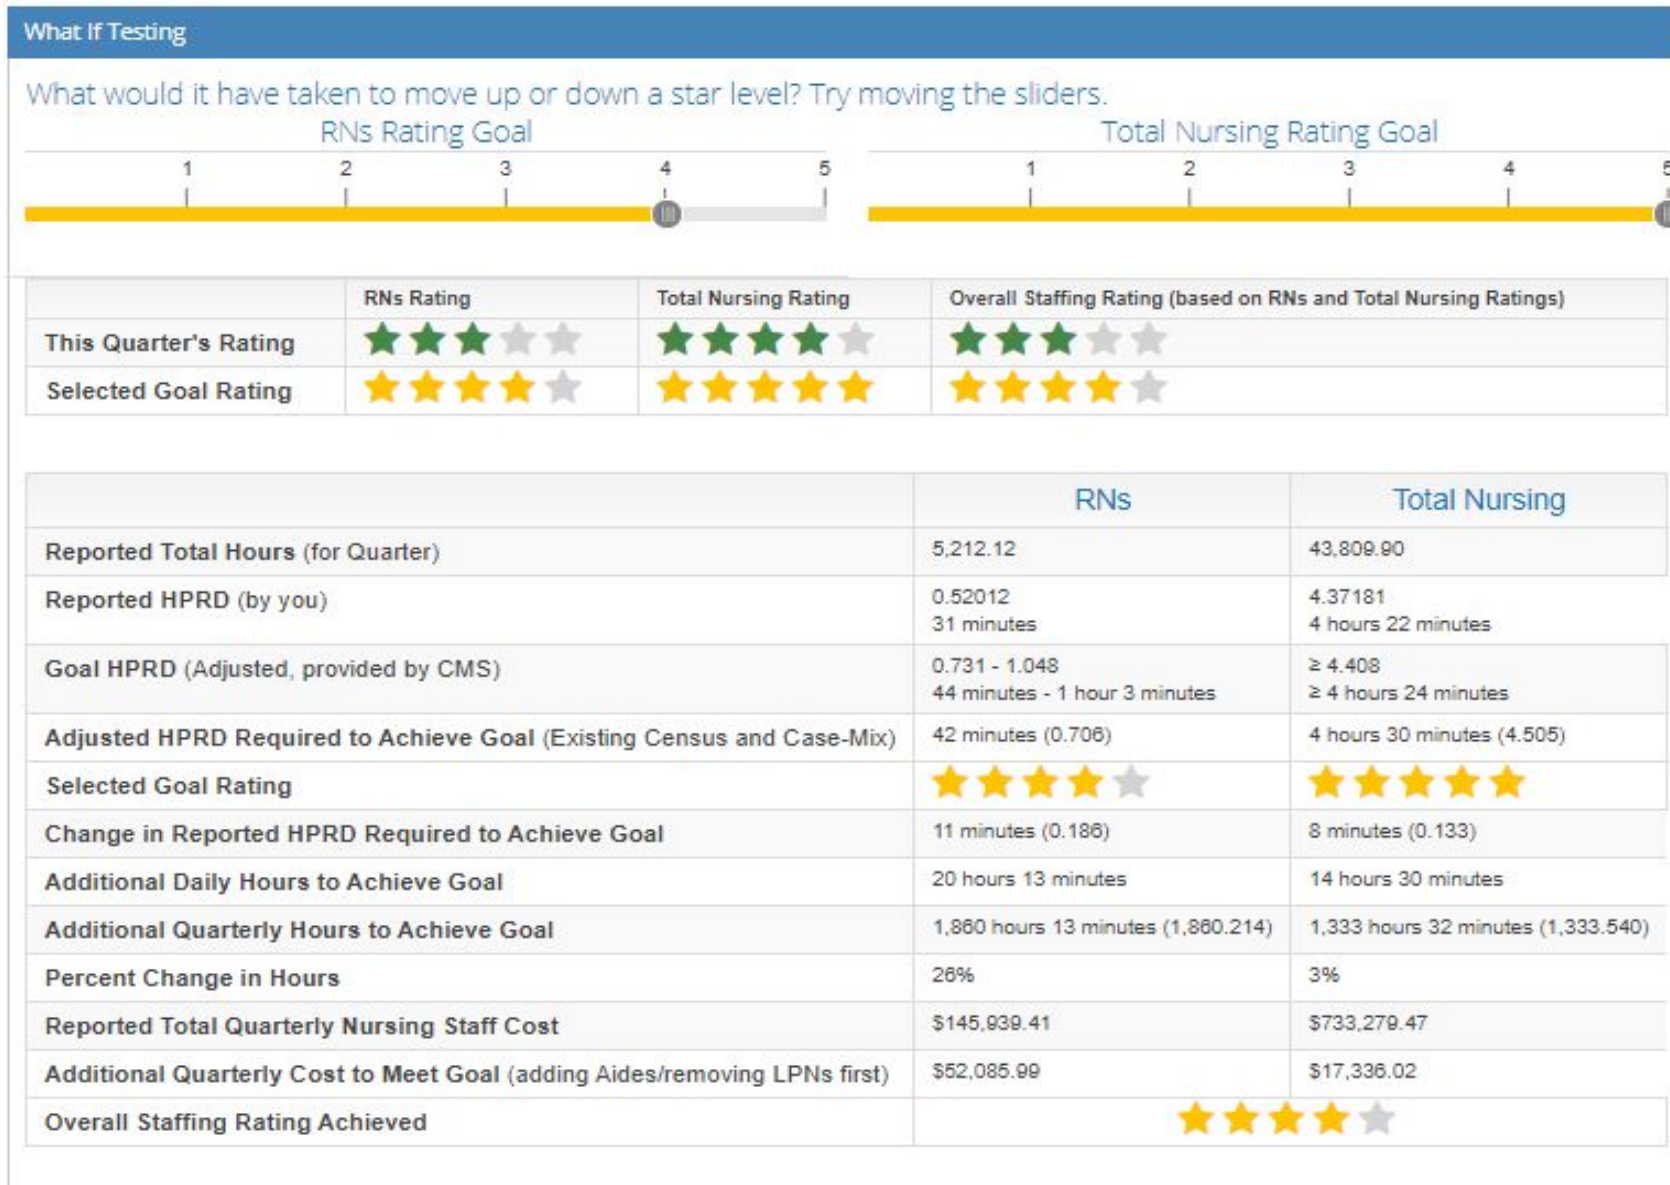 What If Testing
What would it have taken to move up or down a star level? Try moving the sliders.
RNs Rating Goal
Total Nursing Rating Goal
1 2 3 4 5
1 2 3 4 5
RNs Rating Total Nursing Rating Overall Staffing Rating (based on RNs and Total Nursing Ratings)
This Quarter's Rating
Selected Goal Rating
RNs Total Nursing
Reported Total Hours (for Quarter) 5,212.12 43,809.90
Reported HPRD (by you) 0.52012 4.37181
31 minutes 4 hours 22 minutes
Goal HPRD (Adjusted, provided by CMS) 0.731 - 1.048 ≥ 4.408
44 minutes - 1 hour 3 minutes ≥ 4 hours 24 minutes
Adjusted HPRD Required to Achieve Goal (Existing Census and Case-Mix) 42 minutes (0.706) 4 hours 30 minutes (4.505)
Selected Goal Rating
Change in Reported HPRD Required to Achieve Goal 11 minutes (0.186) 8 minutes (0.133)
Additional Daily Hours to Achieve Goal 20 hours 13 minutes 14 hours 30 minutes
Additional Quarterly Hours to Achieve Goal 1,860 hours 13 minutes (1,860.214) 1,333 hours 32 minutes (1,333.540)
Percent Change in Hours 26% 3%
Reported Total Quarterly Nursing Staff Cost $145,939.41 $733,279.47
Additional Quarterly Cost to Meet Goal (adding Aides/removing LPNs first) $52,085.99 $17,336.02
Overall Staffing Rating Achieved